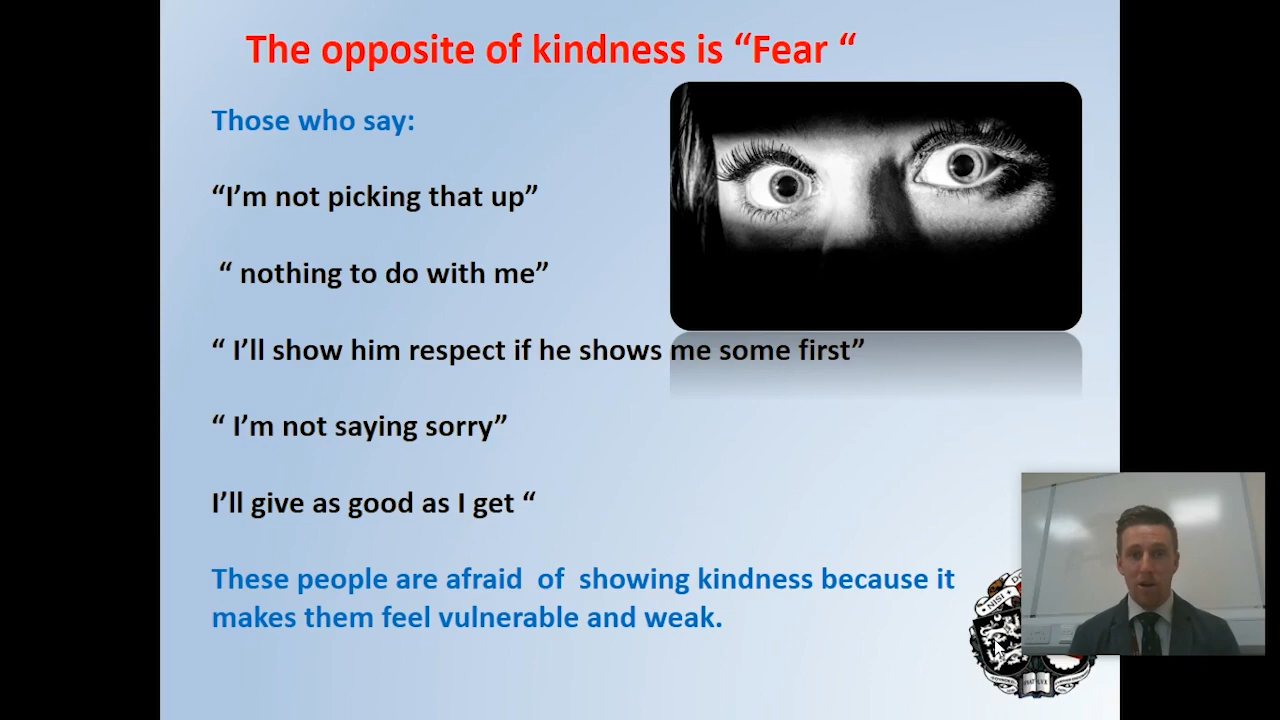 The opposite of kindness is “Fear “
Those who say:
“I’m not picking that up”
“ nothing to do with me”
“ I’ll show him respect if he shows me some first”
“ I’m not saying sorry”
I’ll give as good as I get “
These people are afraid of showing kindness because it
makes them feel vulnerable and weak.
NISI